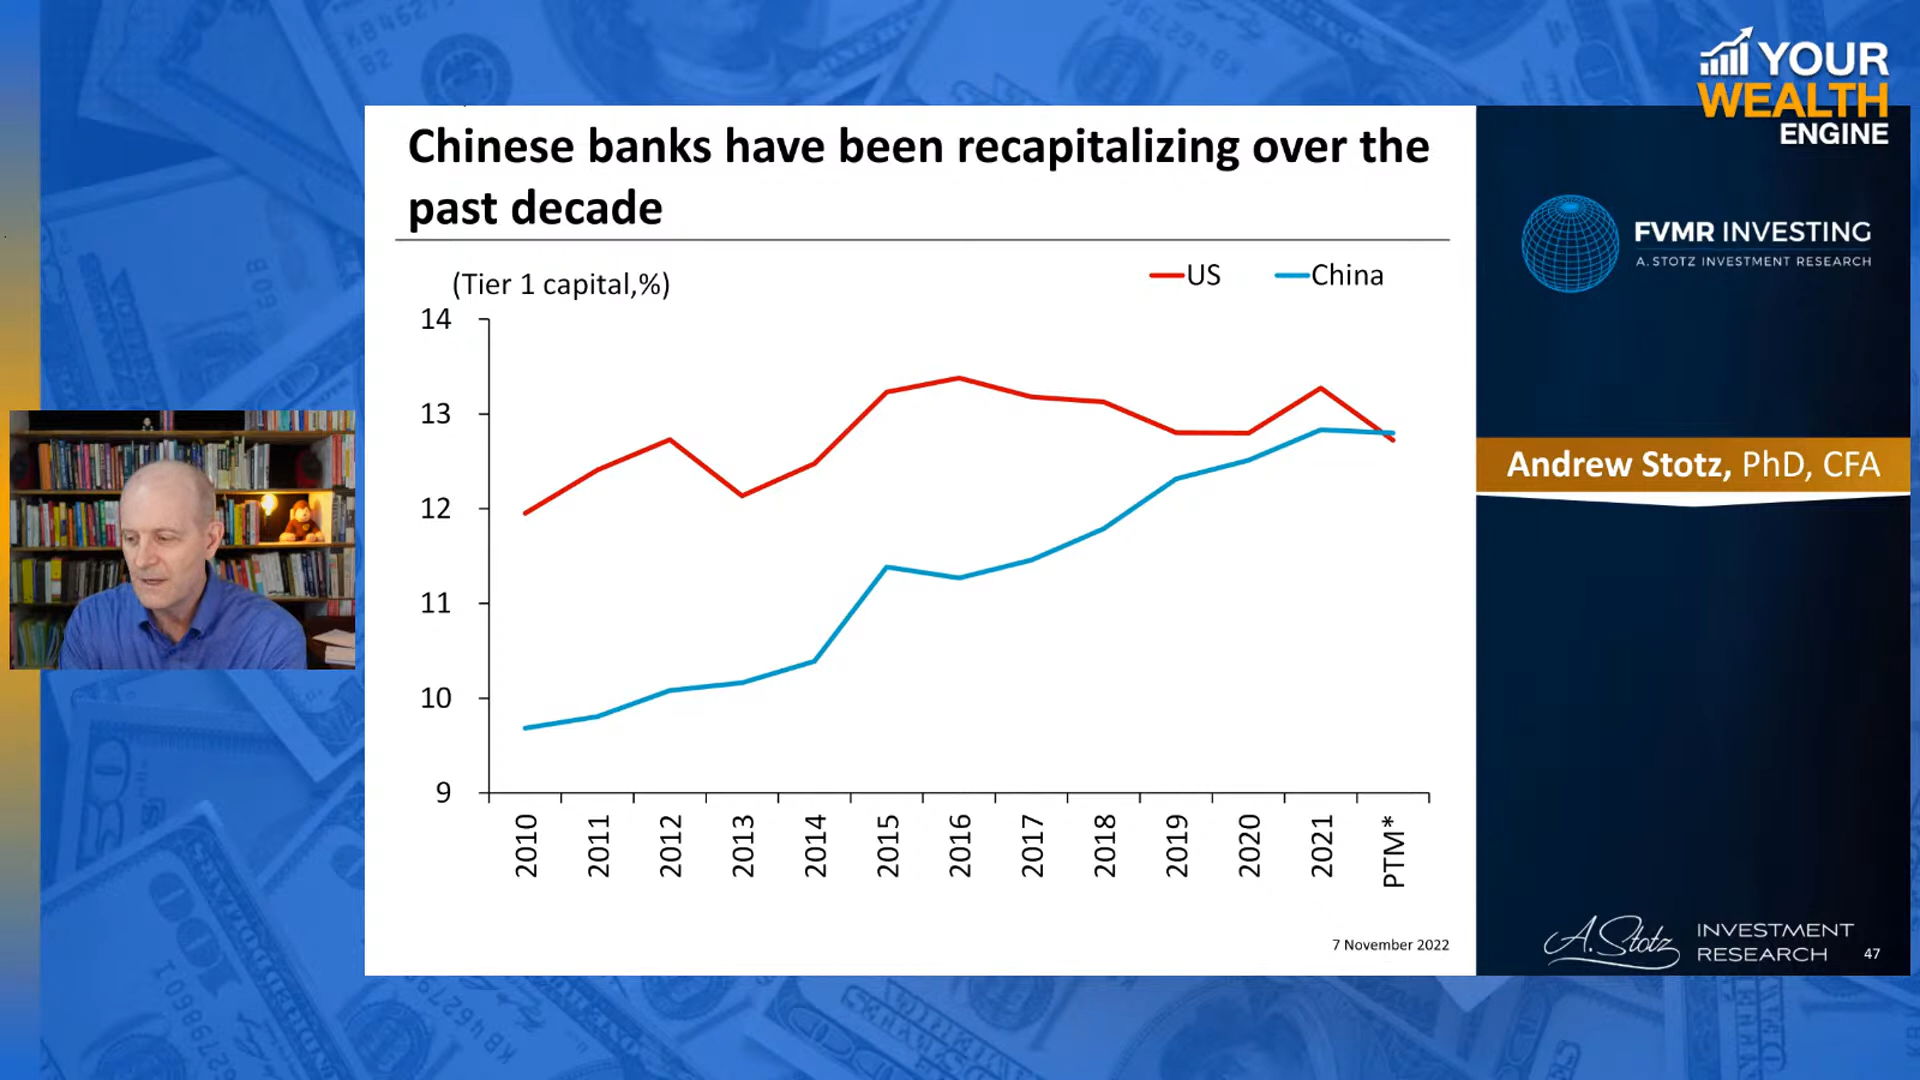 YOUR
WEALTH
ENGINE
Chinese banks have been recapitalizing over the
past decade
(Tier 1 capital,%)
US
China
14
13
12
11
10
9
2010
2011
2012
2013
2014
2015
2016
2017
2018
2019
2020
2021
PTM*
7 November 2022
FVMR INVESTING
A. STOTZ INVESTMENT RESEARCH
Andrew Stotz, PhD, CFA
A. Stotz
INVESTMENT
RESEARCH
47